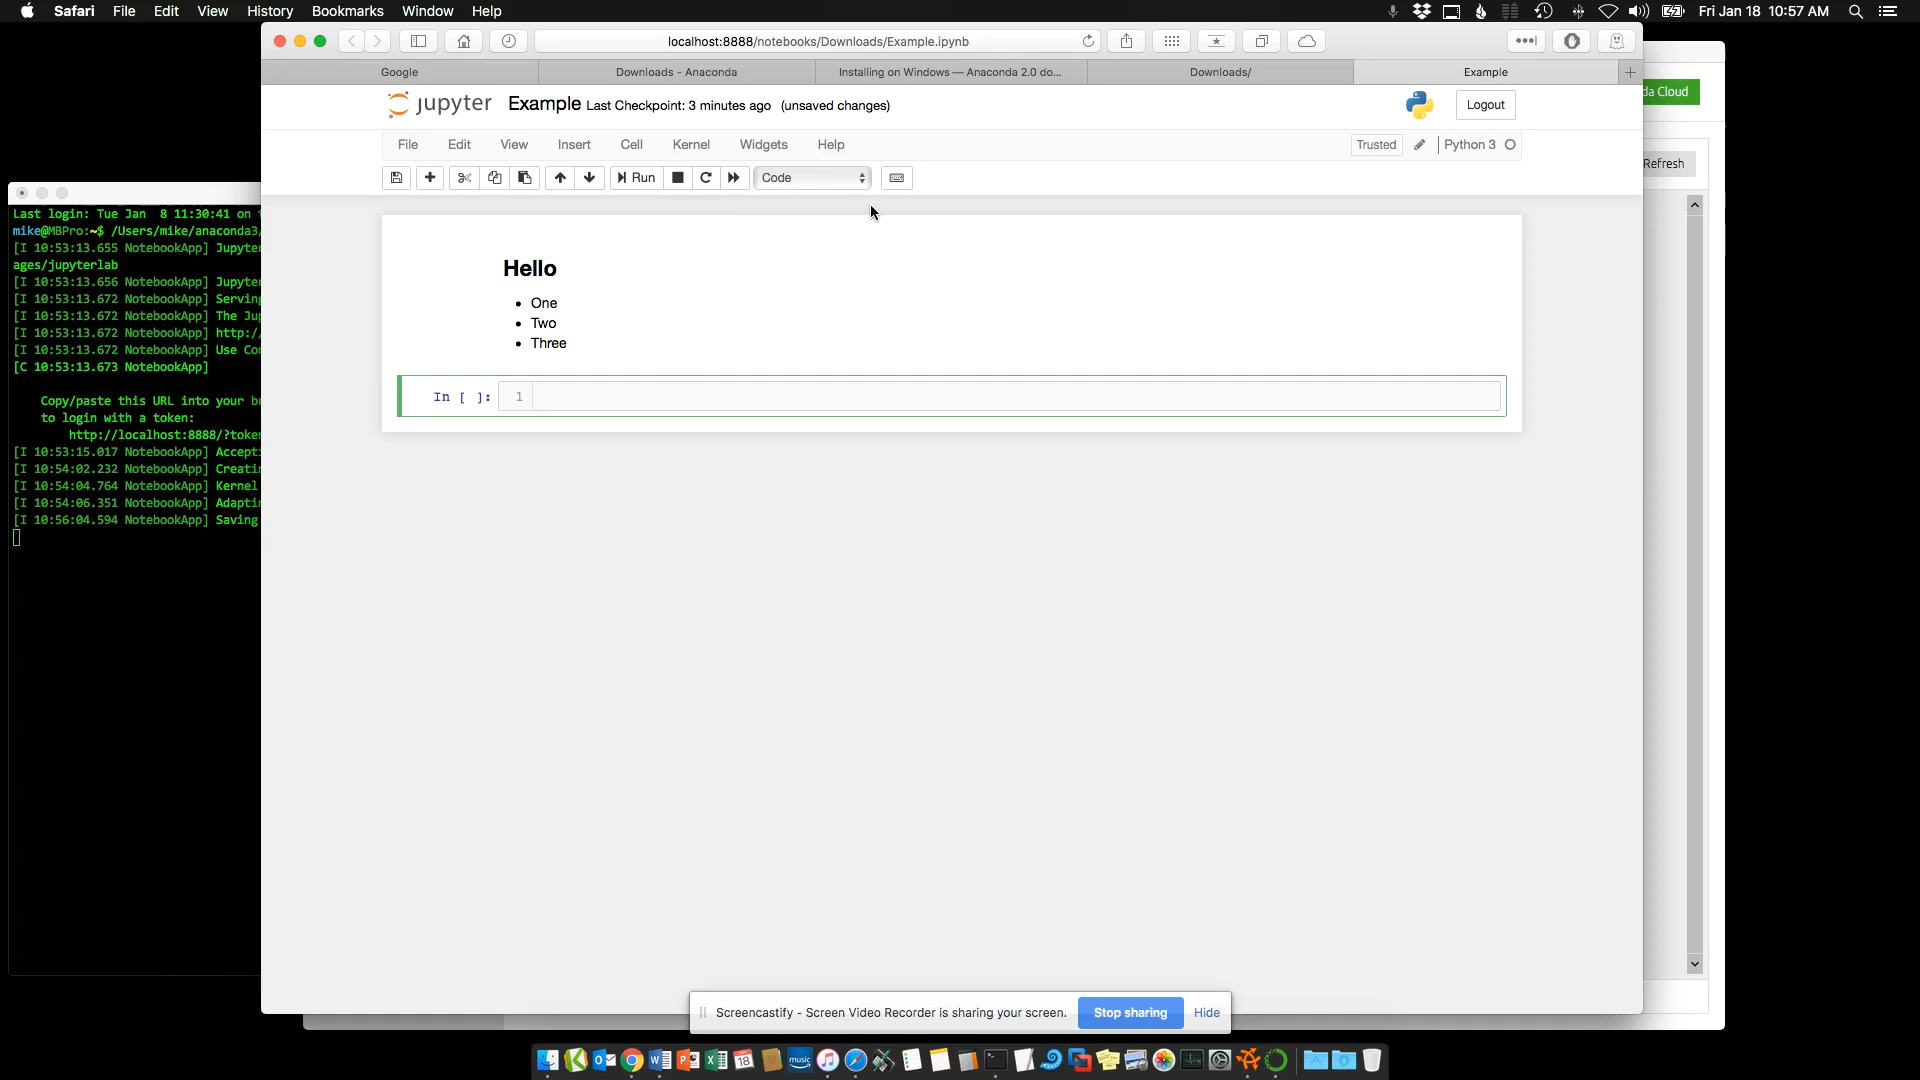 Safari File Edit View History Bookmarks Window Help Fri Jan 18 10:57 AM
localhost:8888/notebooks/Downloads/Example.ipynb
Google Downloads - Anaconda Installing on Windows — Anaconda 2.0 do... Downloads/ Example
jupyter Example Last Checkpoint: 3 minutes ago (unsaved changes) Logout
da Cloud
File Edit View Insert Cell Kernel Widgets Help Trusted Python 3
Refresh
Run Code
Hello
One
Two
Three
In [ ]: 1
Last login: Tue Jan 8 11:30:41 on
mike@MBPro:~$ /Users/mike/anaconda3/
[I 10:53:13.655 NotebookApp] Jupyte
ages/jupyterlab
[I 10:53:13.656 NotebookApp] Jupyte
[I 10:53:13.672 NotebookApp] Serving
[I 10:53:13.672 NotebookApp] The Jup
[I 10:53:13.672 NotebookApp] http:/
[I 10:53:13.672 NotebookApp] Use Con
[C 10:53:13.673 NotebookApp]
Copy/paste this URL into your b
to login with a token:
http://localhost:8888/?toke
[I 10:53:15.017 NotebookApp] Accept
[I 10:54:02.232 NotebookApp] Creati
[I 10:54:04.764 NotebookApp] Kernel
[I 10:54:06.351 NotebookApp] Adapti
[I 10:56:04.594 NotebookApp] Saving
Screencastify - Screen Video Recorder is sharing your screen. Stop sharing Hide
18
music